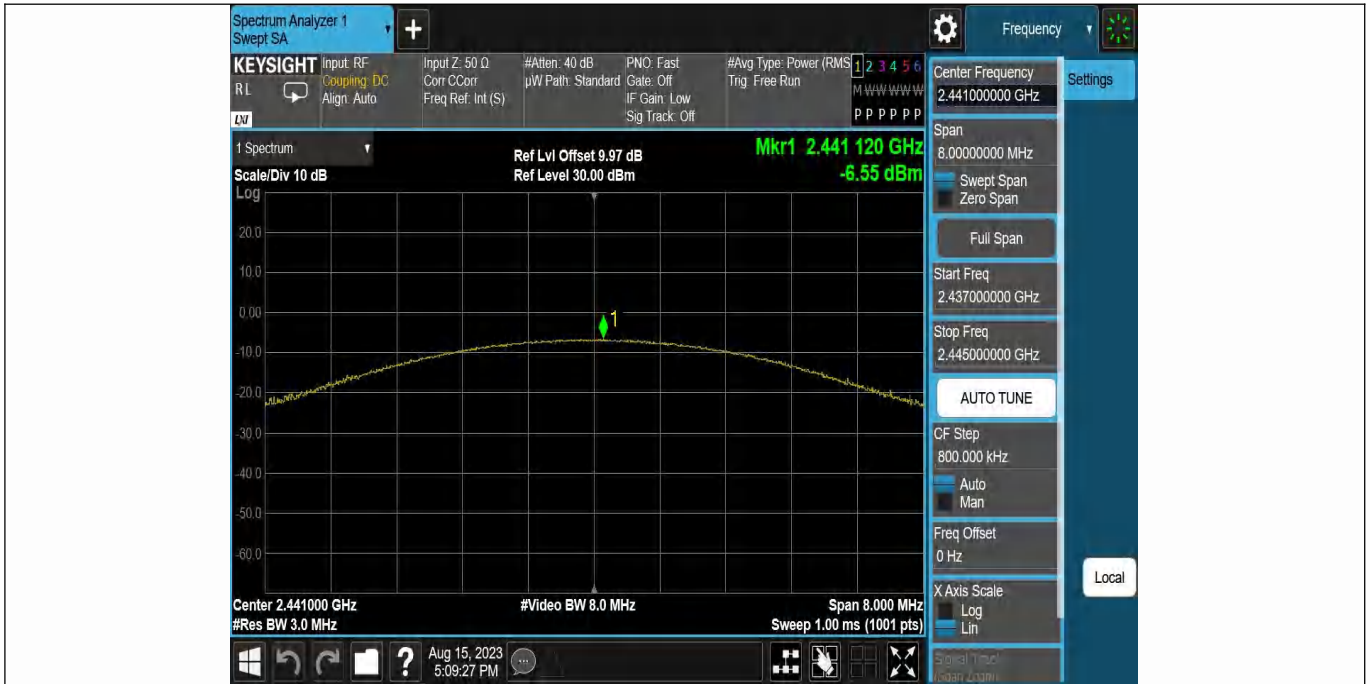 Spectrum Analyzer 1
Swept SA
+
Frequency
KEYSIGHT
RL
LXI
Input: RF
Coupling: DC
Align: Auto
Input Z: 50 Ω
Corr CCorr
Freq Ref: Int (S)
#Atten: 40 dB
µW Path: Standard
PNO: Fast
Gate: Off
IF Gain: Low
Sig Track: Off
#Avg Type: Power (RMS
Trig: Free Run
1 2 3 4 5 6
M W W W W W
P P P P P P
1 Spectrum
Scale/Div 10 dB
Log
Ref Lvl Offset 9.97 dB
Ref Level 30.00 dBm
Mkr1 2.441 120 GHz
-6.55 dBm
20.0
10.0
0.00
-10.0
-20.0
-30.0
-40.0
-50.0
-60.0
1
Center 2.441000 GHz
#Res BW 3.0 MHz
#Video BW 8.0 MHz
Span 8.000 MHz
Sweep 1.00 ms (1001 pts)
Center Frequency
2.441000000 GHz
Settings
Span
8.00000000 MHz
Swept Span
Zero Span
Full Span
Start Freq
2.437000000 GHz
Stop Freq
2.445000000 GHz
AUTO TUNE
CF Step
800.000 kHz
Auto
Man
Freq Offset
0 Hz
X Axis Scale
Log
Lin
Signal Track
(Span Zoom)
Local
?
Aug 15, 2023
5:09:27 PM